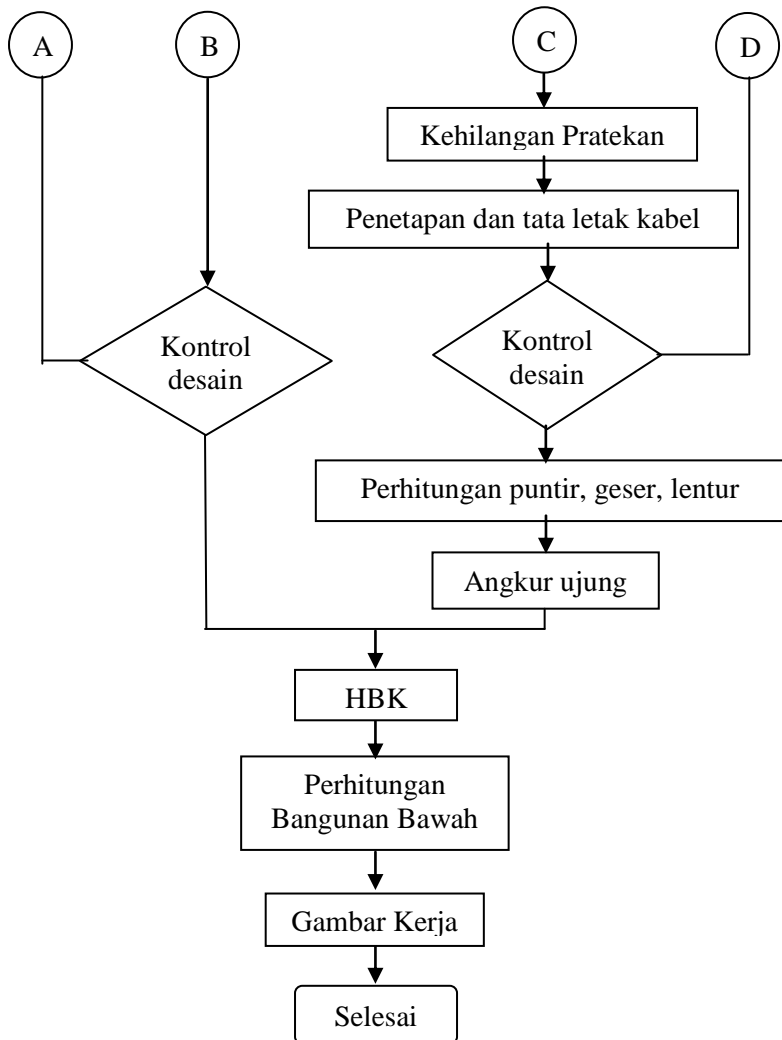 A
B
C
D
Kehilangan Pratekan
Penetapan dan tata letak kabel
Kontrol
desain
Kontrol
desain
Perhitungan puntir, geser, lentur
Angkur ujung
HBK
Perhitungan
Bangunan Bawah
Gambar Kerja
Selesai